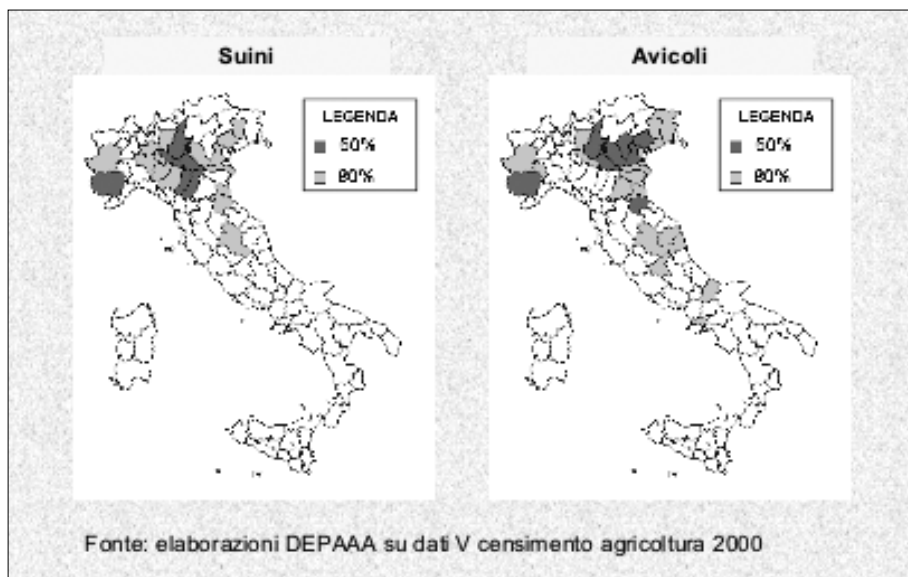 Suini
Avicoli
LEGENDA
50%
80%
LEGENDA
50%
80%
Fonte: elaborazioni DEPAAA su dati V censimento agricoltura 2000